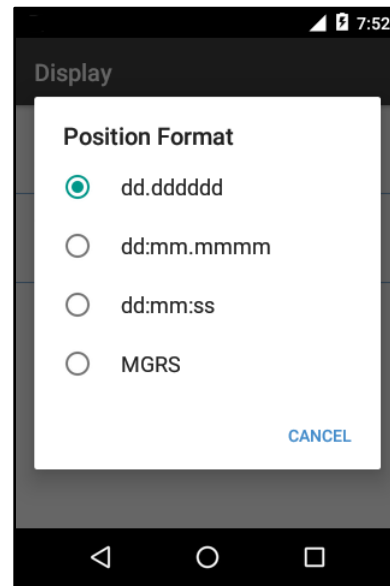 7:52
Display
Position Format
dd.dddddd
dd:mm.mmmm
dd:mm:ss
MGRS
CANCEL